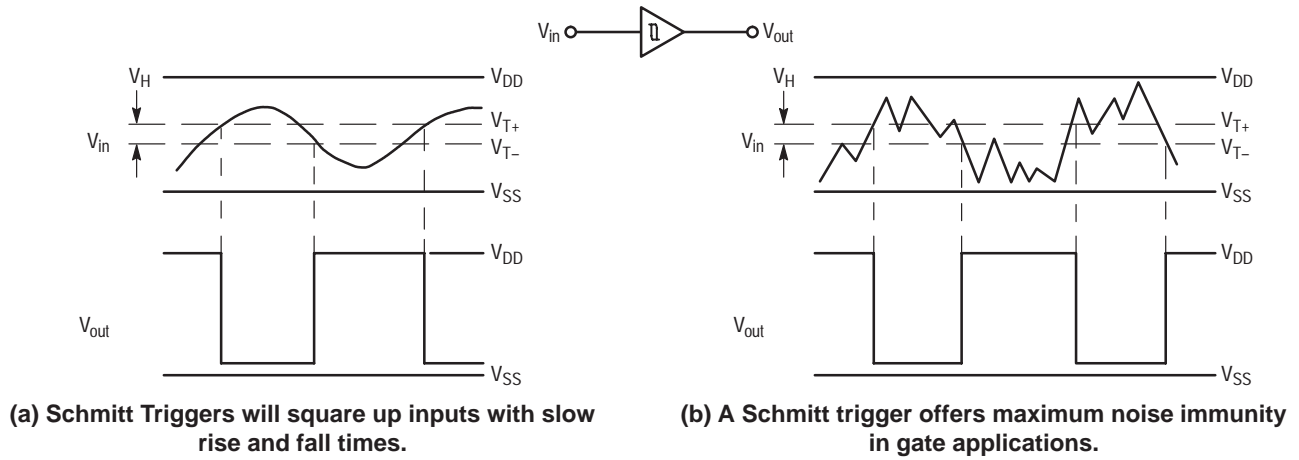 V_in V_out
V_H
V_DD
V_T+
V_in
V_T−
V_SS
V_DD
V_out
V_SS
(a) Schmitt Triggers will square up inputs with slow
rise and fall times.
V_H
V_DD
V_T+
V_in
V_T−
V_SS
V_DD
V_out
V_SS
(b) A Schmitt trigger offers maximum noise immunity
in gate applications.